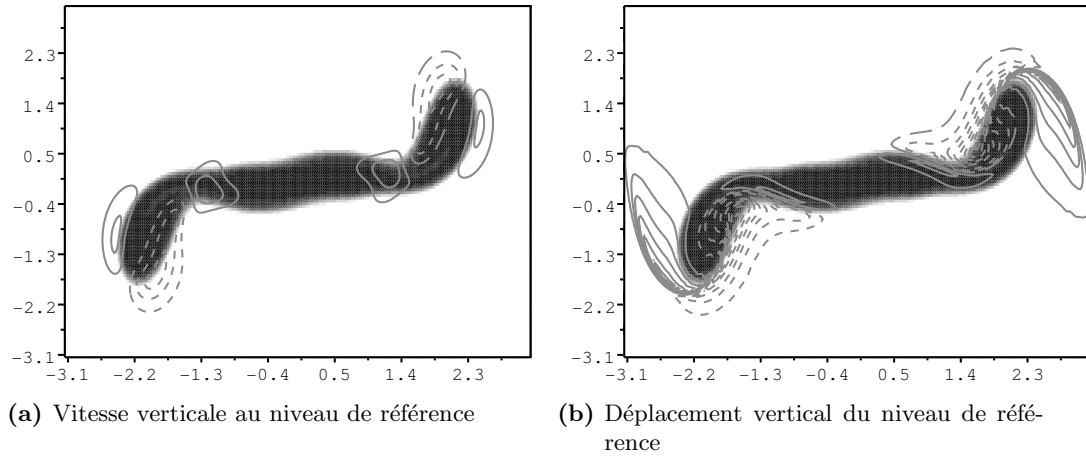 2.3
1.4
0.5
-0.4
-1.3
-2.2
-3.1
-3.1 -2.2 -1.3 -0.4 0.5 1.4 2.3
(a) Vitesse verticale au niveau de référence
2.3
1.4
0.5
-0.4
-1.3
-2.2
-3.1
-3.1 -2.2 -1.3 -0.4 0.5 1.4 2.3
(b) Déplacement vertical du niveau de réfé-
rence